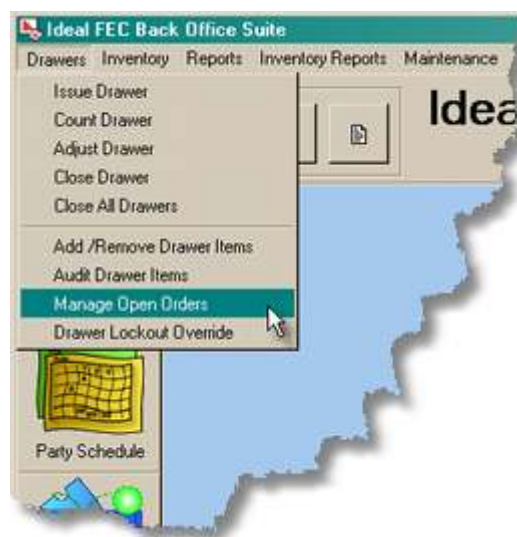 Ideal FEC Back Office Suite
Drawers Inventory Reports Inventory Reports Maintenance
Issue Drawer
Count Drawer
Adjust Drawer
Close Drawer
Close All Drawers
Add /Remove Drawer Items
Audit Drawer Items
Manage Open Orders
Drawer Lockout Override
Idea
Party Schedule